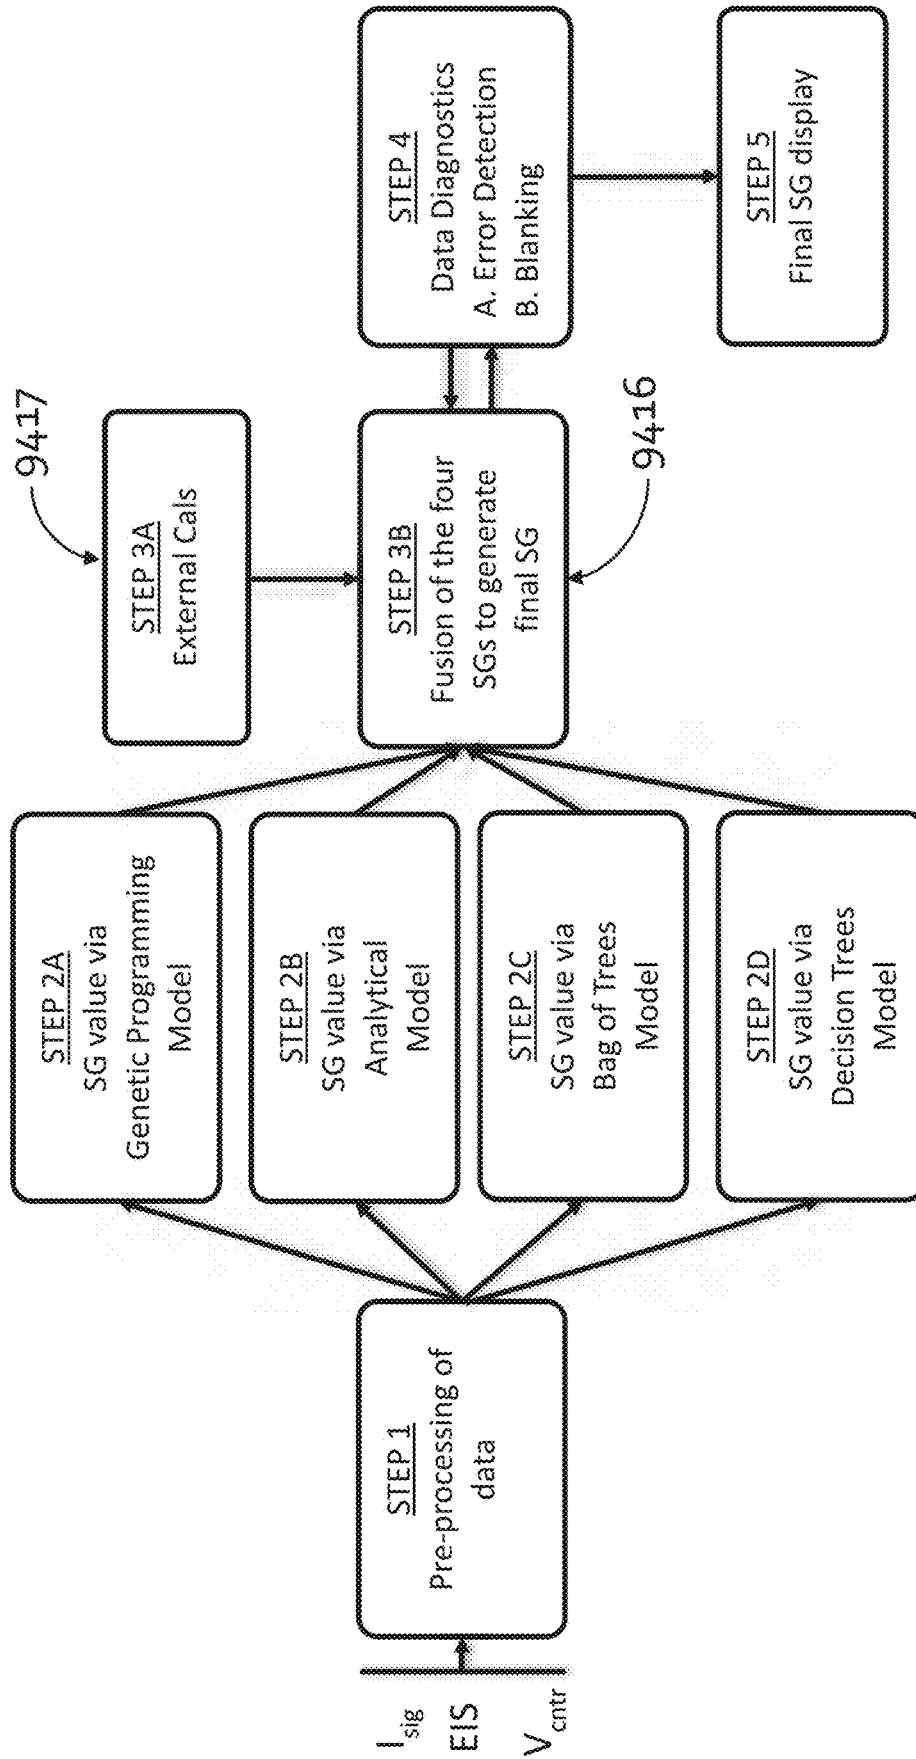 I_sig
EIS
V_cntr
STEP 1
Pre-processing of
data
STEP 2A
SG value via
Genetic Programming
Model
STEP 2B
SG value via
Analytical
Model
STEP 2C
SG value via
Bag of Trees
Model
STEP 2D
SG value via
Decision Trees
Model
9417
STEP 3A
External Cals
STEP 3B
Fusion of the four
SGs to generate
final SG
9416
STEP 4
Data Diagnostics
A. Error Detection
B. Blanking
STEP 5
Final SG display